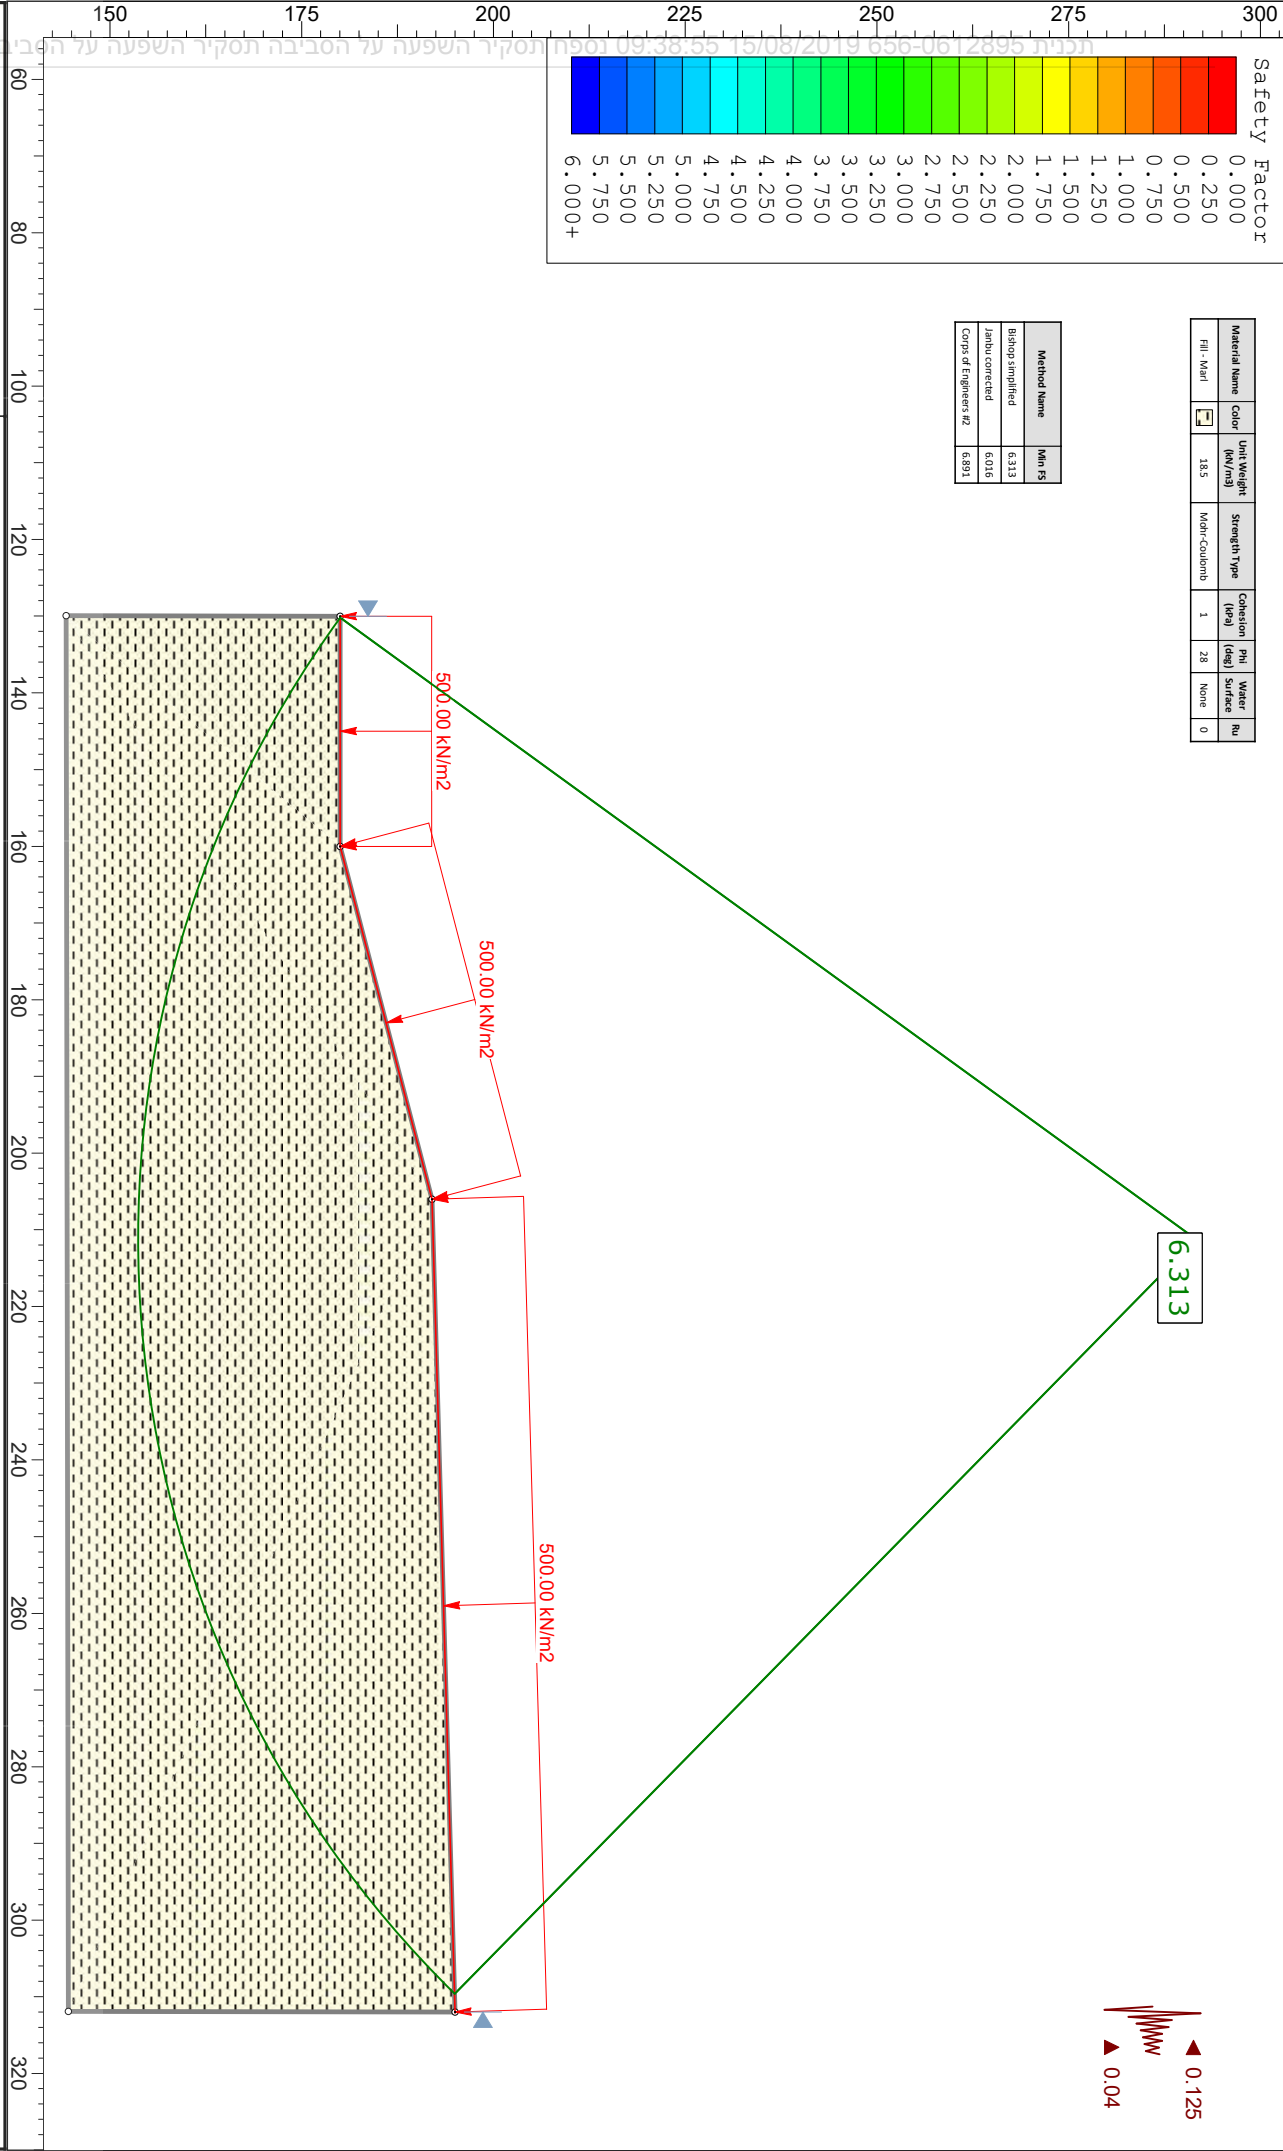 150 175 200 225 250 275 300
תכנית 656-0612895 15/08/2019 09:38:55 נספח תסקיר השפעה על הסביבה תסקיר השפעה על הסביב
Safety Factor
0.000
0.250
0.500
0.750
1.000
1.250
1.500
1.750
2.000
2.250
2.500
2.750
3.000
3.250
3.500
3.750
4.000
4.250
4.500
4.750
5.000
5.250
5.500
5.750
6.000+
Material Name Color Unit Weight (kN/m3) Strength Type Cohesion (kPa) Phi (deg) Water Surface Ru
Fill - Marl 18.5 Mohr-Coulomb 1 28 None 0
Method Name Min FS
Bishop simplified 6.313
Janbu corrected 6.016
Corps of Engineers #2 6.891
500.00 kN/m2
500.00 kN/m2
500.00 kN/m2
6.313
0.125
0.04
60 80 100 120 140 160 180 200 220 240 260 280 300 320